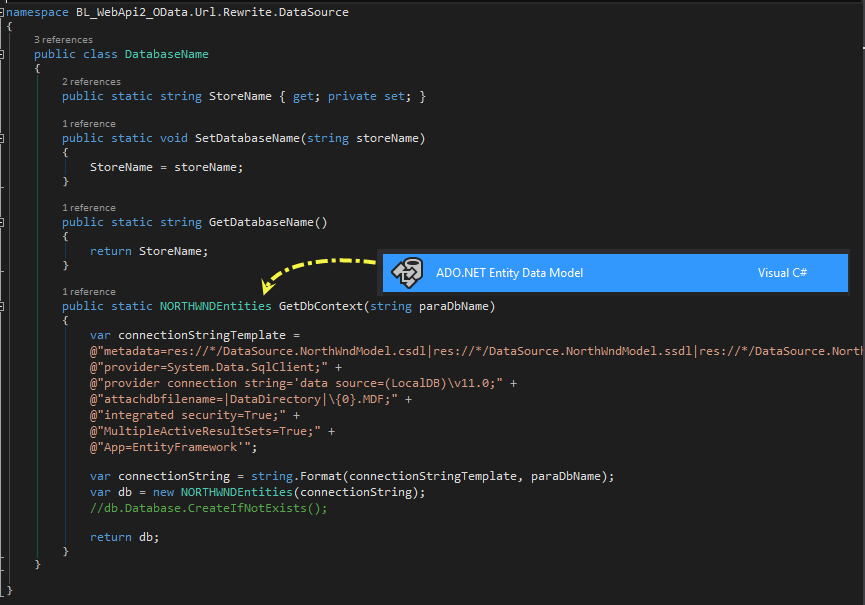 namespace BL_WebApi2_OData.Url.Rewrite.DataSource
{
3 references
public class DatabaseName
{
2 references
public static string StoreName { get; private set; }
1 reference
public static void SetDatabaseName(string storeName)
{
StoreName = storeName;
}
1 reference
public static string GetDatabaseName()
{
return StoreName;
}
ADO.NET Entity Data Model Visual C#
1 reference
public static NORTHWNDEntities GetDbContext(string paraDbName)
{
var connectionStringTemplate =
@"metadata=res://*/DataSource.NorthWndModel.csdl|res://*/DataSource.NorthWndModel.ssdl|res://*/DataSource.North
@"provider=System.Data.SqlClient;" +
@"provider connection string='data source=(LocalDB)\v11.0;" +
@"attachdbfilename=|DataDirectory|\{0}.MDF;" +
@"integrated security=True;" +
@"MultipleActiveResultSets=True;" +
@"App=EntityFramework'";
var connectionString = string.Format(connectionStringTemplate, paraDbName);
var db = new NORTHWNDEntities(connectionString);
//db.Database.CreateIfNotExists();
return db;
}
}
}